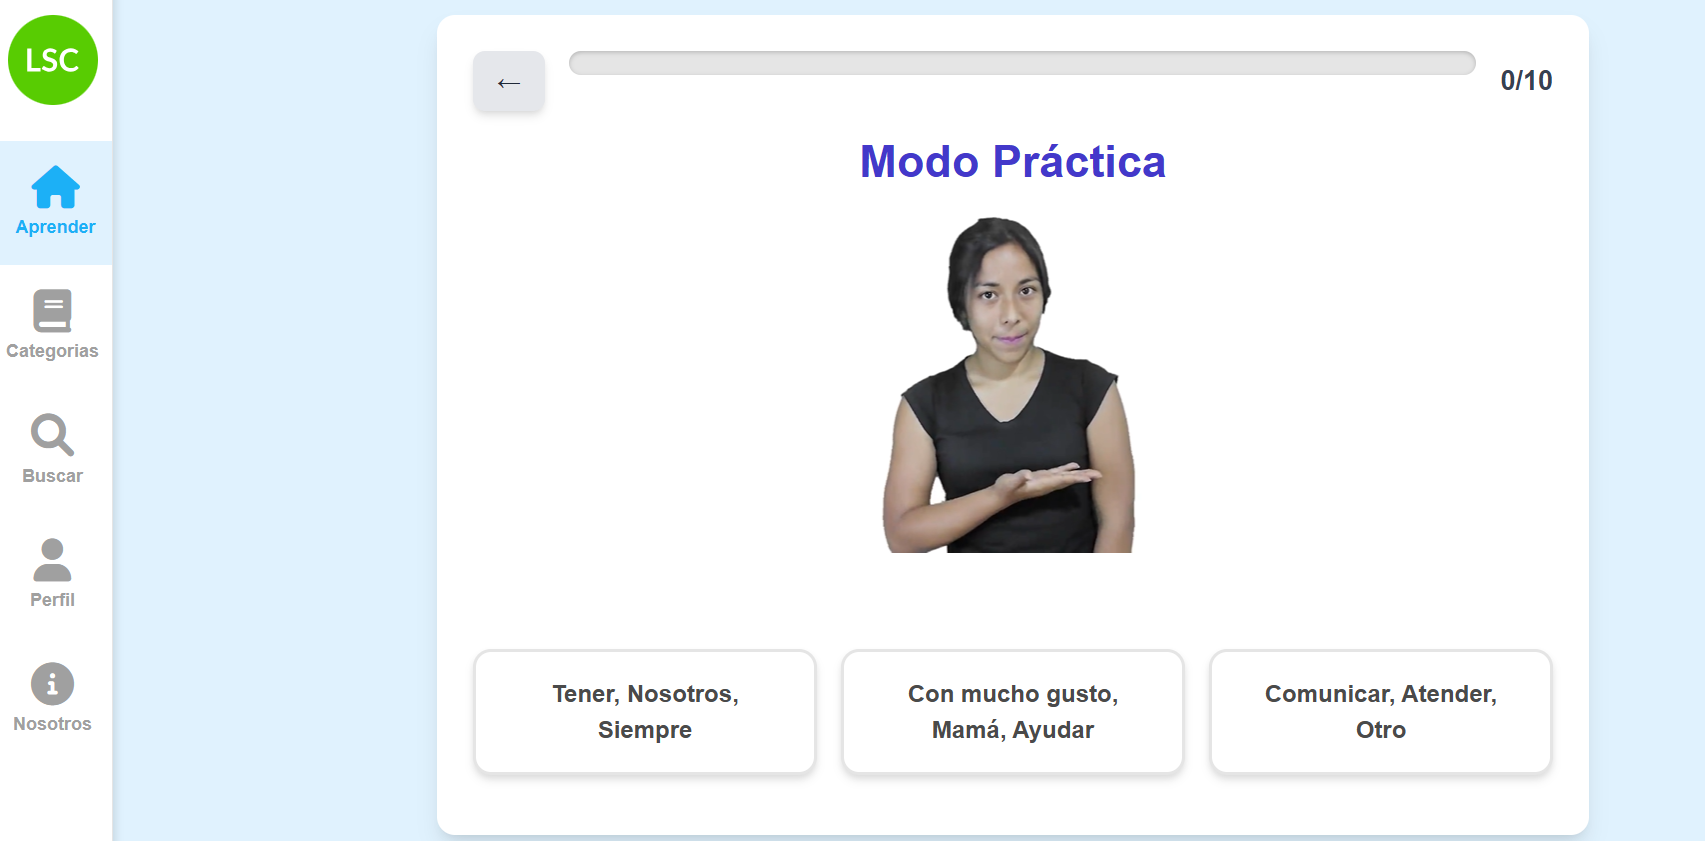 LSC
Aprender
Categorias
Buscar
Perfil
Nosotros
←
0/10
Modo Práctica
Tener, Nosotros,
Siempre
Con mucho gusto,
Mamá, Ayudar
Comunicar, Atender,
Otro